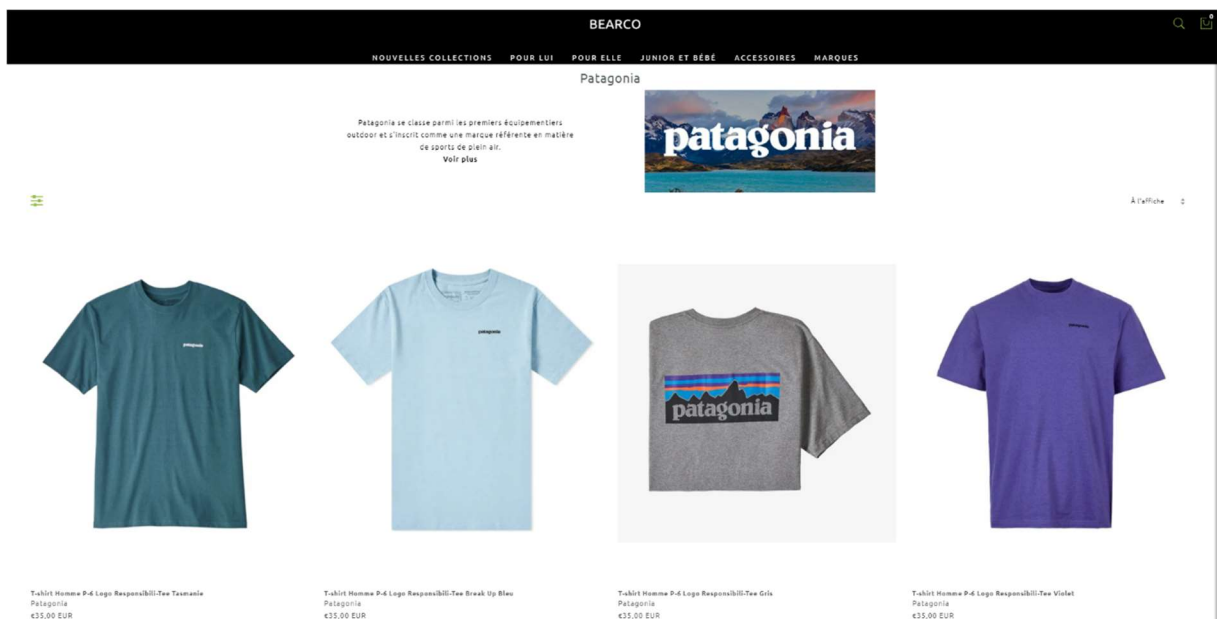 BEARCO
0
NOUVELLES COLLECTIONS POUR LUI POUR ELLE JUNIOR ET BÉBÉ ACCESSOIRES MARQUES
Patagonia
Patagonia se classe parmi les premiers équipementiers
outdoor et s'inscrit comme une marque référente en matière
de sports de plein air.
Voir plus
patagonia
À l'affiche
patagonia
patagonia
patagonia
patagonia
T-shirt Homme P-6 Logo Responsibili-Tee Tasmanie
Patagonia
€35,00 EUR
T-shirt Homme P-6 Logo Responsibili-Tee Break Up Bleu
Patagonia
€35,00 EUR
T-shirt Homme P-6 Logo Responsibili-Tee Gris
Patagonia
€35,00 EUR
T-shirt Homme P-6 Logo Responsibili-Tee Violet
Patagonia
€35,00 EUR